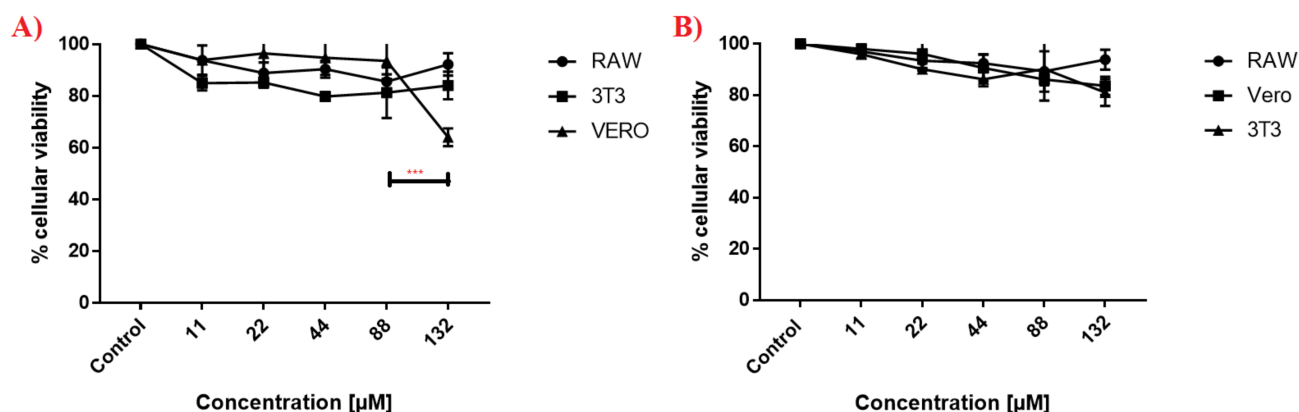 A)
100
80
60
40
20
0
% cellular viability
***
Control
11
22
44
88
132
Concentration [µM]
RAW
3T3
VERO
B)
100
80
60
40
20
0
% cellular viability
Control
11
22
44
88
132
Concentration [µM]
RAW
Vero
3T3